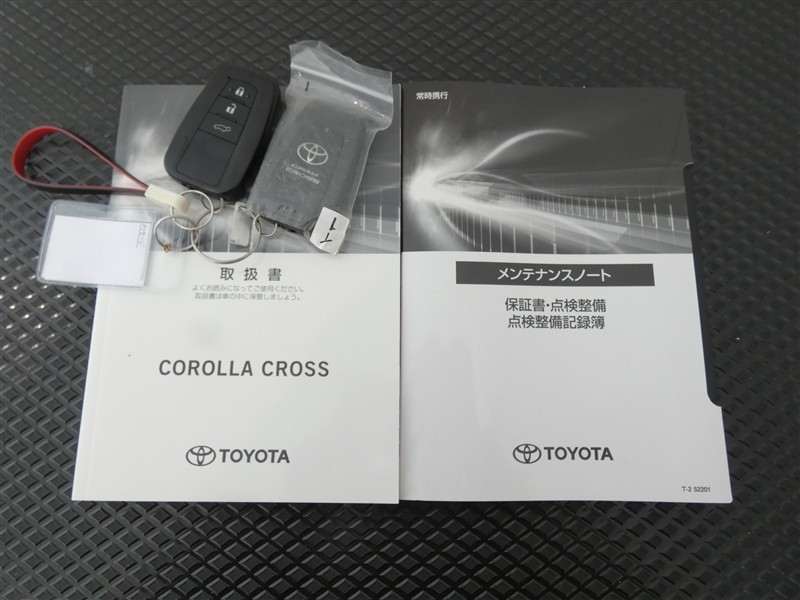 取扱書
よくお読みになってご使用ください。
取扱書は車の中に保管しましょう。
COROLLA CROSS
TOYOTA
常時携行
メンテナンスノート
保証書・点検整備
点検整備記録簿
TOYOTA
T-2 52201